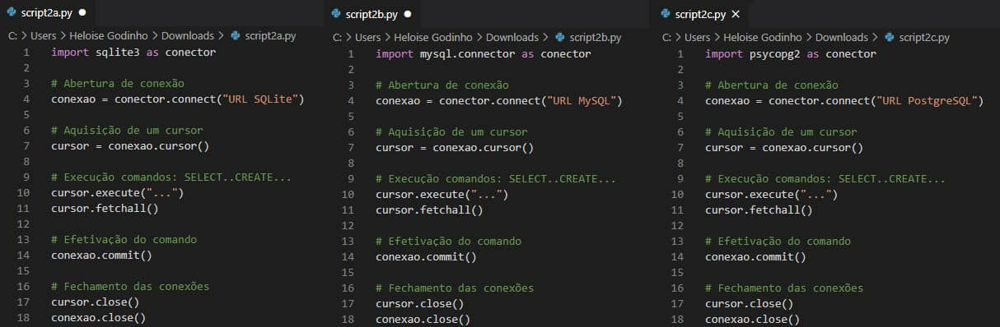 script2a.py
C: > Users > Heloise Godinho > Downloads > script2a.py
1 import sqlite3 as conector
2
3 # Abertura de conexão
4 conexao = conector.connect("URL SQLite")
5
6 # Aquisição de um cursor
7 cursor = conexao.cursor()
8
9 # Execução comandos: SELECT..CREATE...
10 cursor.execute("...")
11 cursor.fetchall()
12
13 # Efetivação do comando
14 conexao.commit()
15
16 # Fechamento das conexões
17 cursor.close()
18 conexao.close()
script2b.py
C: > Users > Heloise Godinho > Downloads > script2b.py
1 import mysql.connector as conector
2
3 # Abertura de conexão
4 conexao = conector.connect("URL MySQL")
5
6 # Aquisição de um cursor
7 cursor = conexao.cursor()
8
9 # Execução comandos: SELECT..CREATE...
10 cursor.execute("...")
11 cursor.fetchall()
12
13 # Efetivação do comando
14 conexao.commit()
15
16 # Fechamento das conexões
17 cursor.close()
18 conexao.close()
script2c.py
C: > Users > Heloise Godinho > Downloads > script2c.py
1 import psycopg2 as conector
2
3 # Abertura de conexão
4 conexao = conector.connect("URL PostgreSQL")
5
6 # Aquisição de um cursor
7 cursor = conexao.cursor()
8
9 # Execução comandos: SELECT..CREATE...
10 cursor.execute("...")
11 cursor.fetchall()
12
13 # Efetivação do comando
14 conexao.commit()
15
16 # Fechamento das conexões
17 cursor.close()
18 conexao.close()